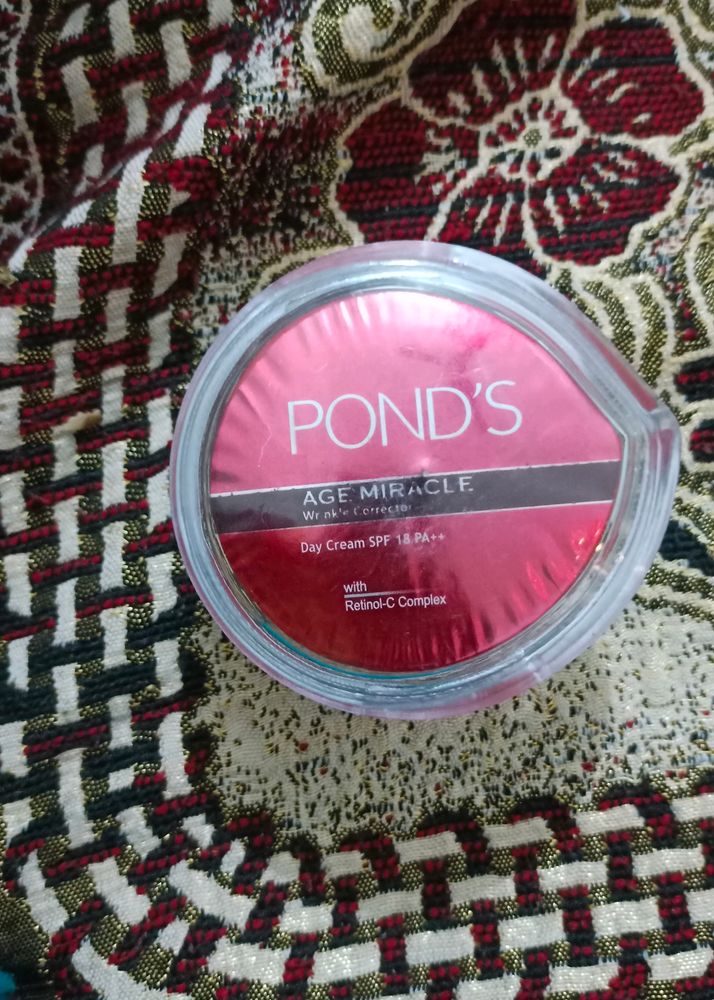 POND'S
AGE MIRACLE
Wrinkle Corrector
Day Cream SPF 18 PA++
with
Retinol-C Complex